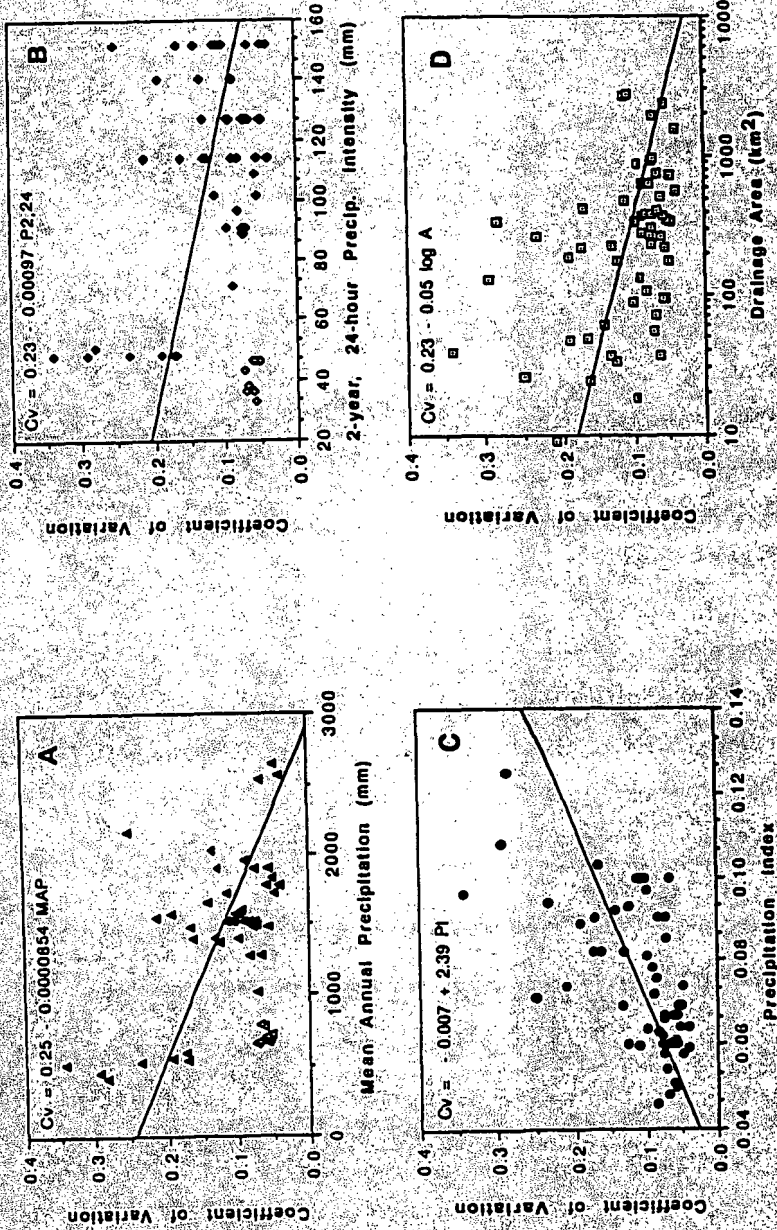 A
Cv = 0.25 - 0.0000854 MAP
Coefficient of Variation
0.4
0.3
0.2
0.1
0.0
0 1000 2000 3000
Mean Annual Precipitation (mm)
B
Cv = 0.23 - 0.00097 P2,24
Coefficient of Variation
0.4
0.3
0.2
0.1
0.0
20 40 60 80 100 120 140 160
2-year, 24-hour Precip. Intensity (mm)
C
Cv = - 0.007 + 2.39 PI
Coefficient of Variation
0.4
0.3
0.2
0.1
0.0
0.04 0.06 0.08 0.10 0.12 0.14
Precipitation Index
D
Cv = 0.23 - 0.05 log A
Coefficient of Variation
0.4
0.3
0.2
0.1
0.0
10 100 1000 1000
Drainage Area (km²)